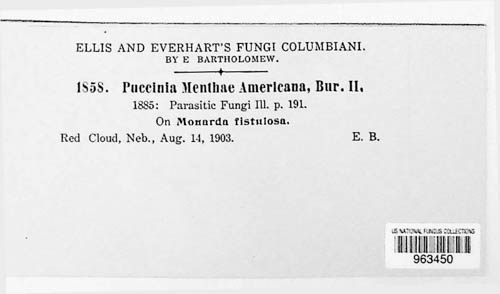 ELLIS AND EVERHART'S FUNGI COLUMBIANI.
BY E BARTHOLOMEW.
1858. Puccinia Menthae Americana, Bur. II,
1885: Parasitic Fungi Ill. p. 191.
On Monarda fistulosa.
Red Cloud, Neb., Aug. 14, 1903. E. B.
US NATIONAL FUNGUS COLLECTIONS
963450